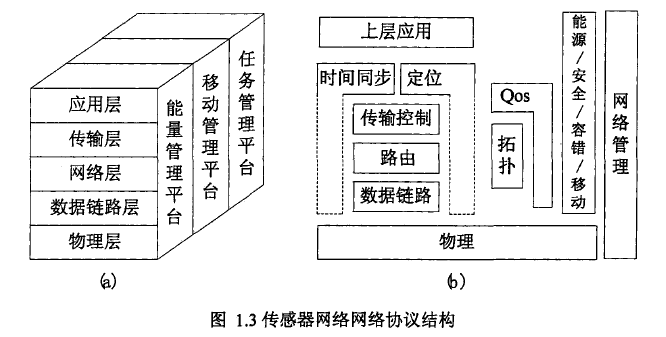 应用层
传输层
网络层
数据链路层
物理层
能量管理平台
移动管理平台
任务管理平台
(a)
上层应用
时间同步
定位
传输控制
路由
数据链路
Qos
拓扑
能源/安全/容错/移动
网络管理
物理
(b)
图 1.3 传感器网络网络协议结构